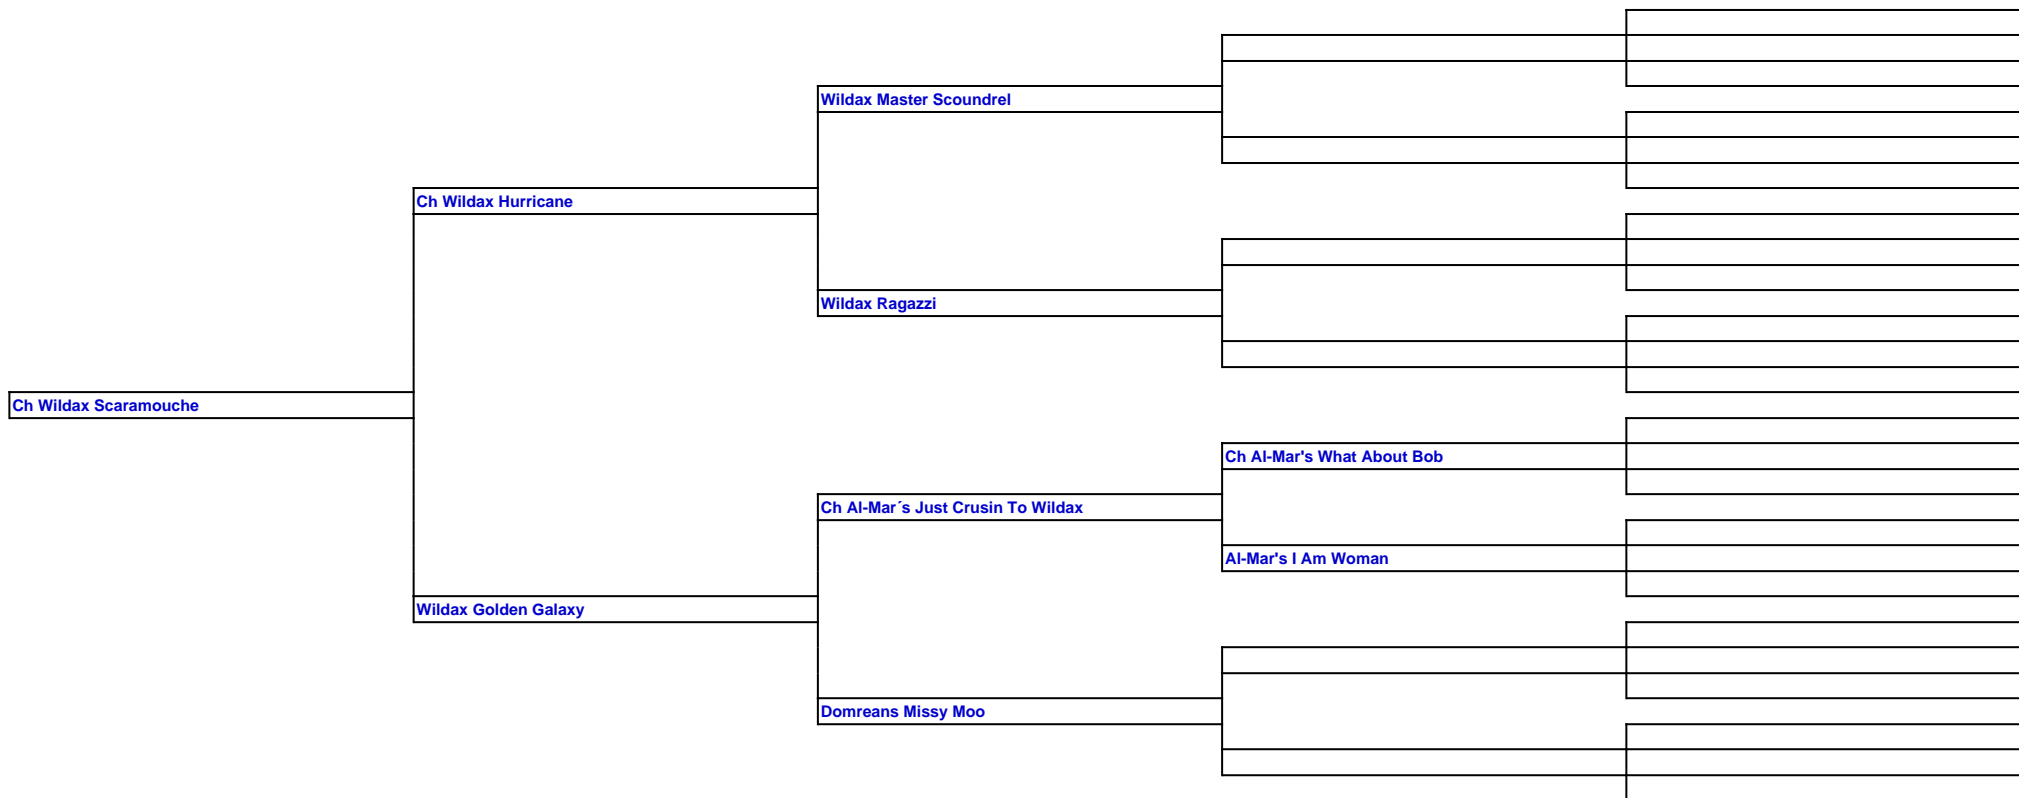 Wildax Master Scoundrel
Ch Wildax Hurricane
Wildax Ragazzi
Ch Wildax Scaramouche
Ch Al-Mar's What About Bob
Ch Al-Mar´s Just Crusin To Wildax
Al-Mar's I Am Woman
Wildax Golden Galaxy
Domreans Missy Moo